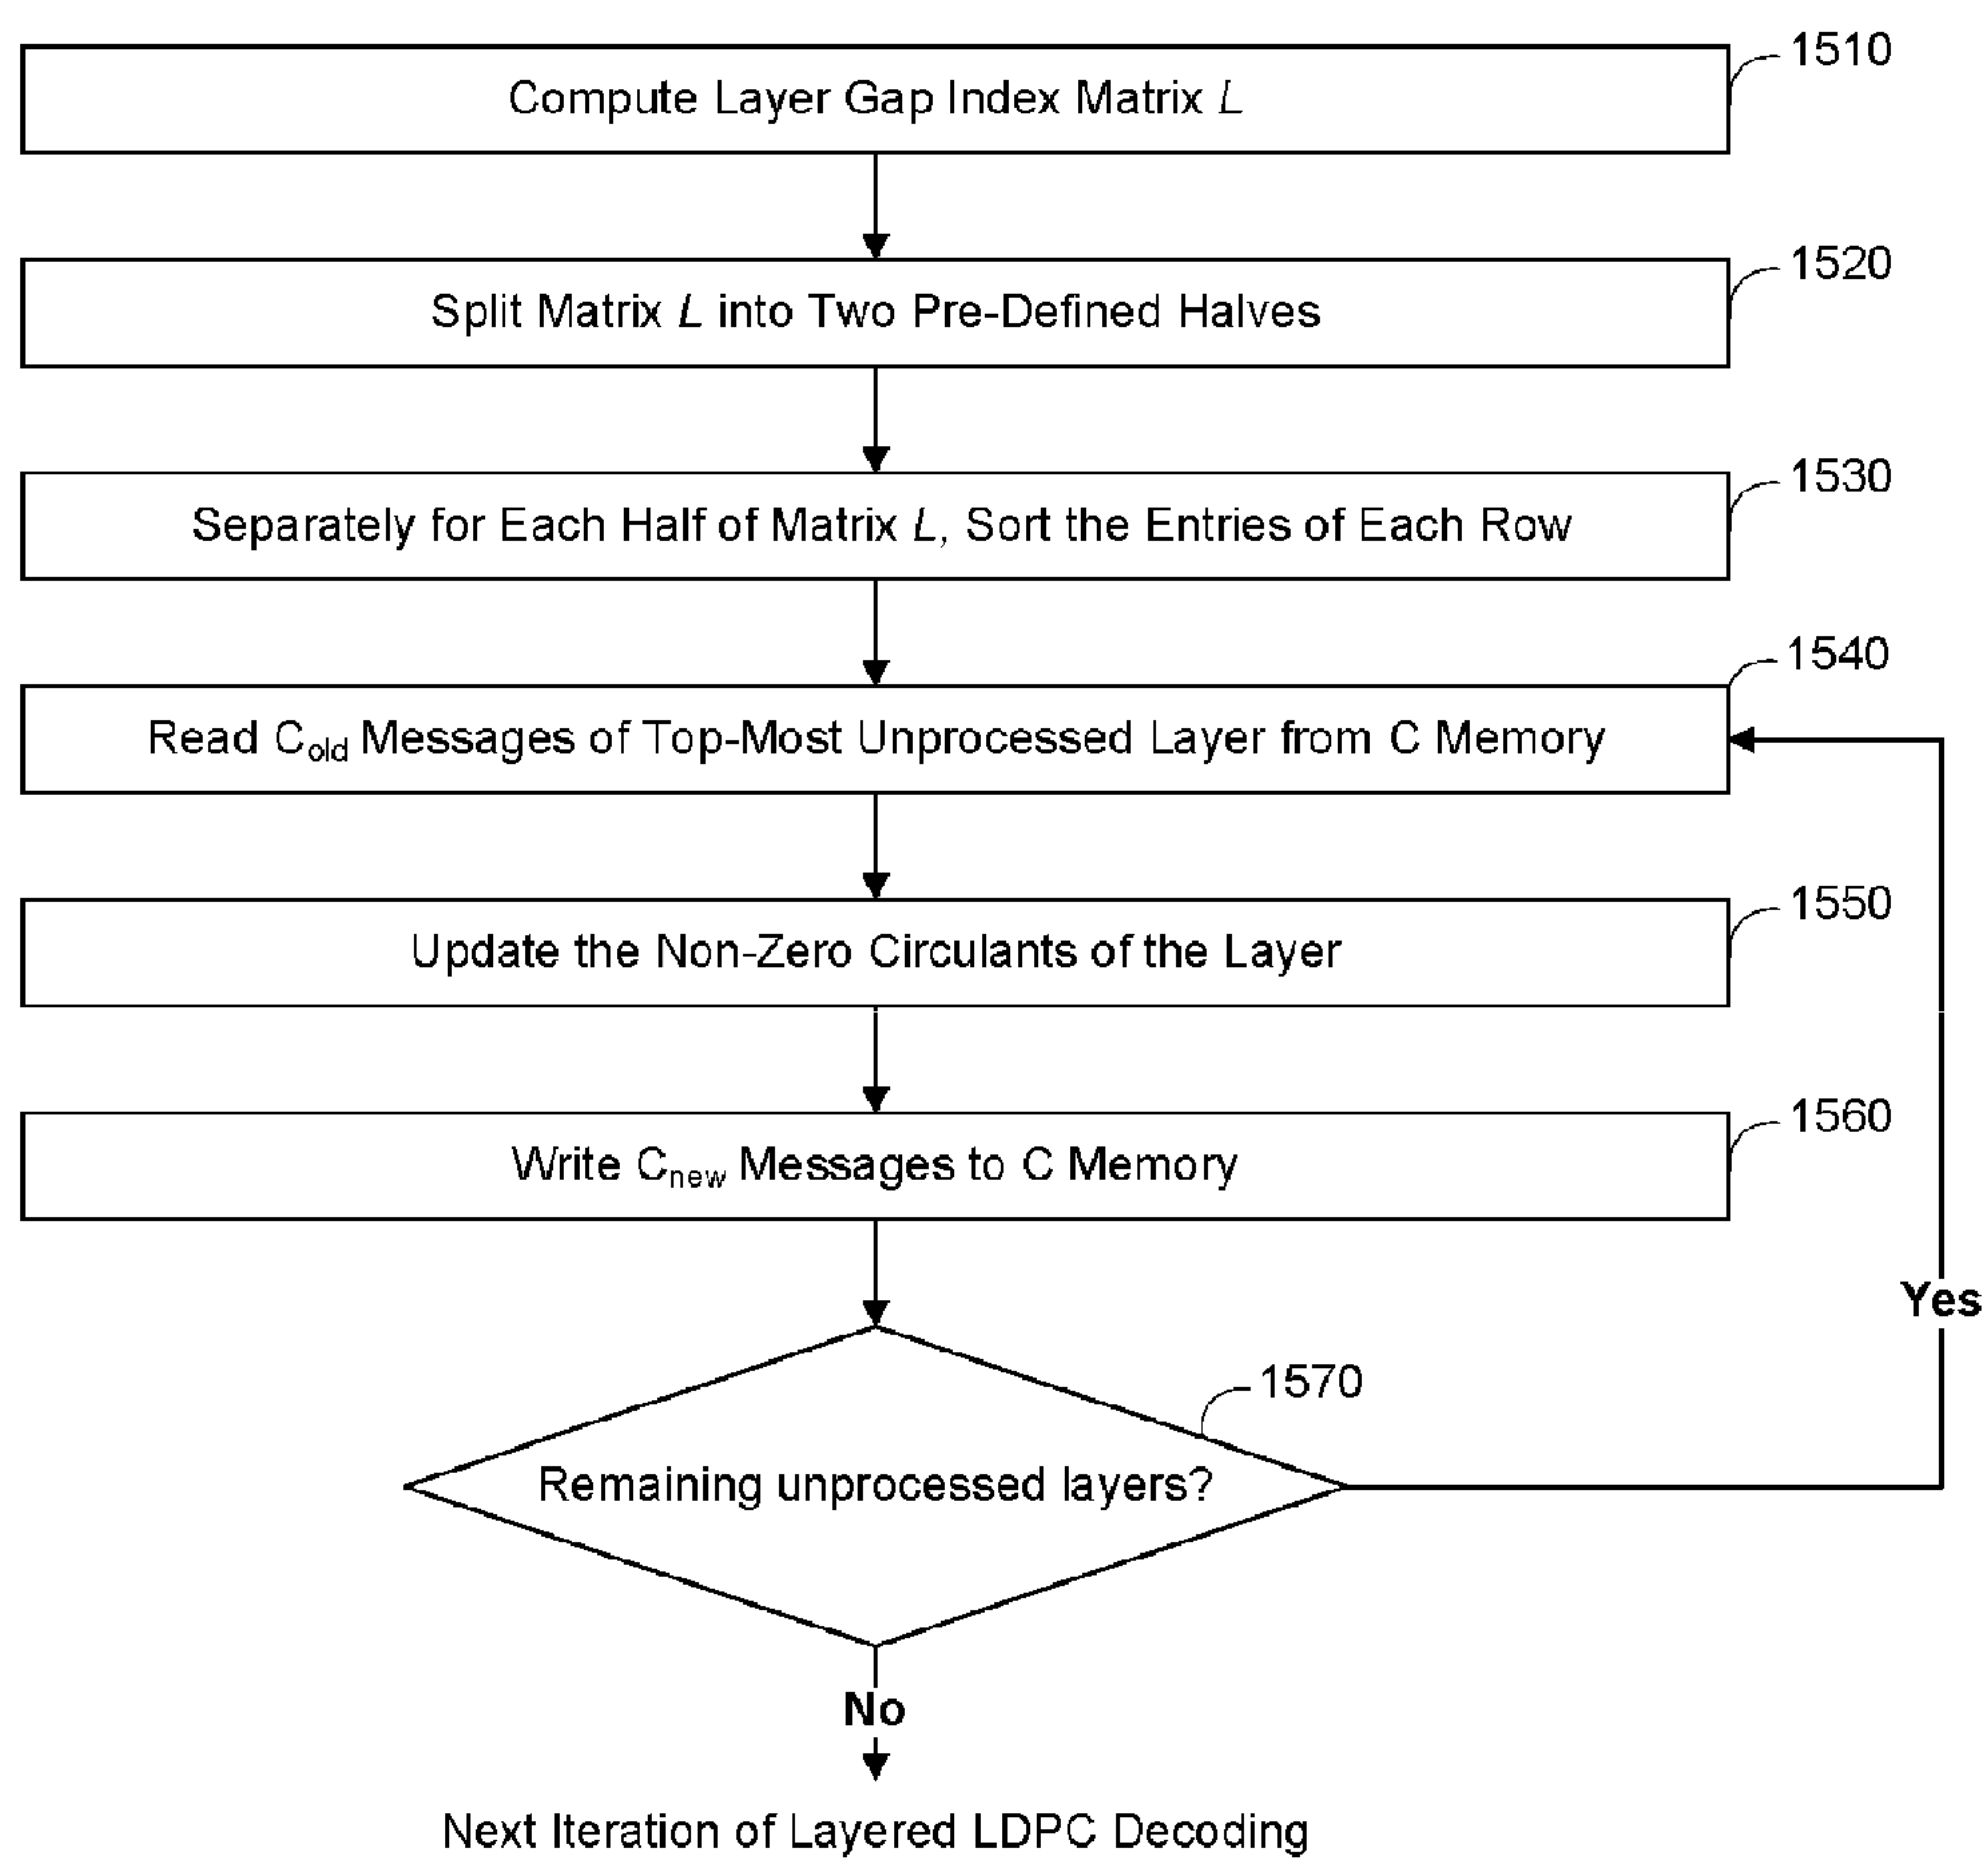 1510
Compute Layer Gap Index Matrix L
1520
Split Matrix L into Two Pre-Defined Halves
1530
Separately for Each Half of Matrix L, Sort the Entries of Each Row
1540
Read Cold Messages of Top-Most Unprocessed Layer from C Memory
1550
Update the Non-Zero Circulants of the Layer
1560
Write Cnew Messages to C Memory
Yes
1570
Remaining unprocessed layers?
No
Next Iteration of Layered LDPC Decoding